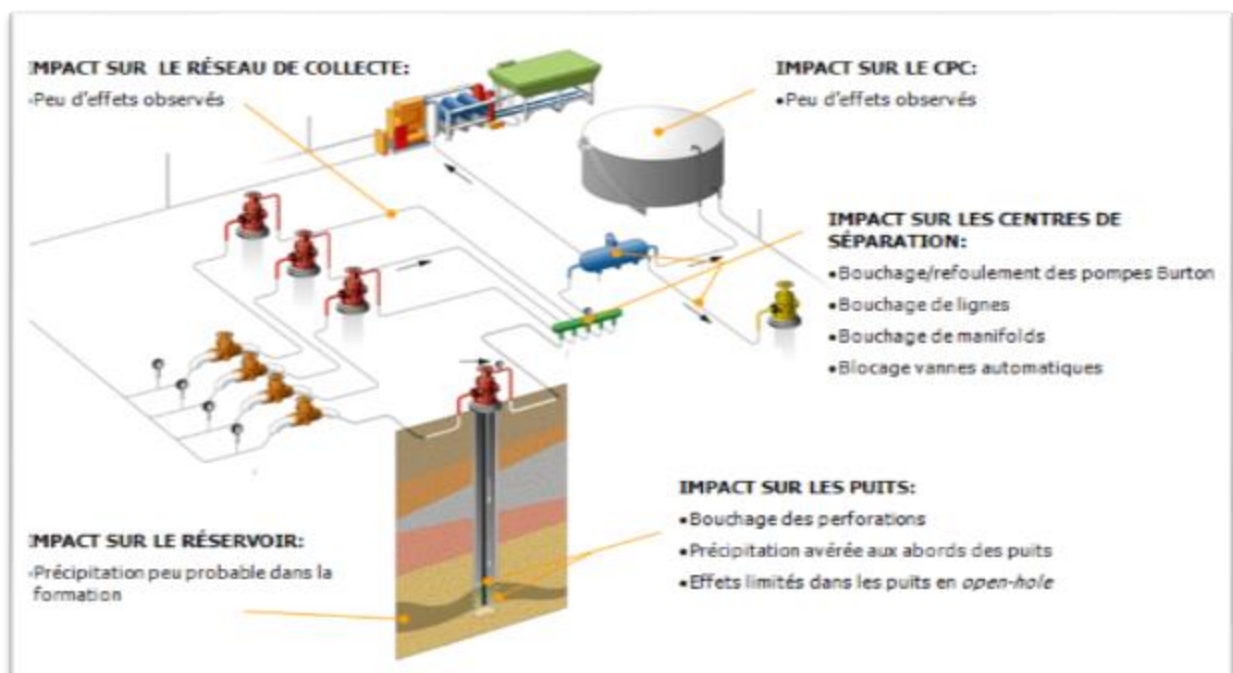 IMPACT SUR LE RÉSEAU DE COLLECTE:
•Peu d'effets observés
IMPACT SUR LE CPC:
•Peu d'effets observés
IMPACT SUR LES CENTRES DE
SÉPARATION:
•Bouchage/refoulement des pompes Burton
•Bouchage de lignes
•Bouchage de manifolds
•Blocage vannes automatiques
IMPACT SUR LES PUITS:
•Bouchage des perforations
•Précipitation avérée aux abords des puits
•Effets limités dans les puits en open-hole
IMPACT SUR LE RÉSERVOIR:
•Précipitation peu probable dans la
formation